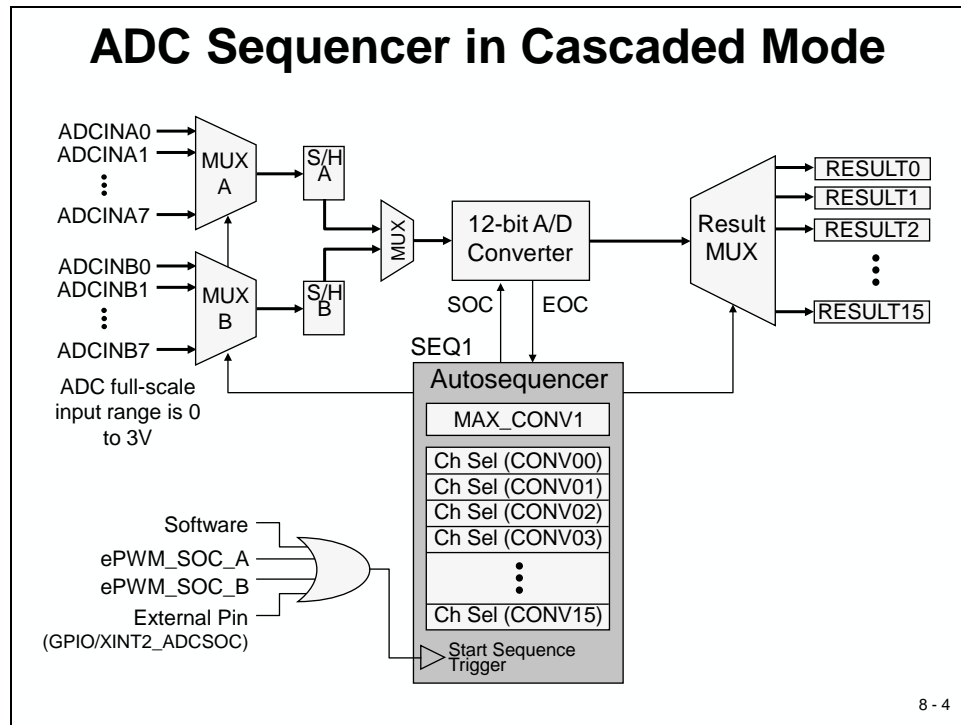 ADC Sequencer in Cascaded Mode
ADCINA0
ADCINA1
ADCINA7
MUX
A
S/H
A
ADCINB0
ADCINB1
ADCINB7
MUX
B
S/H
B
MUX
12-bit A/D
Converter
Result
MUX
RESULT0
RESULT1
RESULT2
RESULT15
SOC
EOC
ADC full-scale
input range is 0
to 3V
SEQ1
Autosequencer
MAX_CONV1
Ch Sel (CONV00)
Ch Sel (CONV01)
Ch Sel (CONV02)
Ch Sel (CONV03)
Ch Sel (CONV15)
Start Sequence
Trigger
Software
ePWM_SOC_A
ePWM_SOC_B
External Pin
(GPIO/XINT2_ADCSOC)
8 - 4